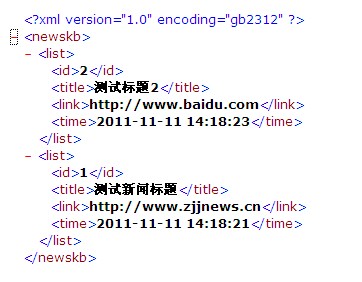 <?xml version="1.0" encoding="gb2312" ?>
- <newskb>
- <list>
<id>2</id>
<title>测试标题2</title>
<link>http://www.baidu.com</link>
<time>2011-11-11 14:18:23</time>
</list>
- <list>
<id>1</id>
<title>测试新闻标题</title>
<link>http://www.zjjnews.cn</link>
<time>2011-11-11 14:18:21</time>
</list>
</newskb>